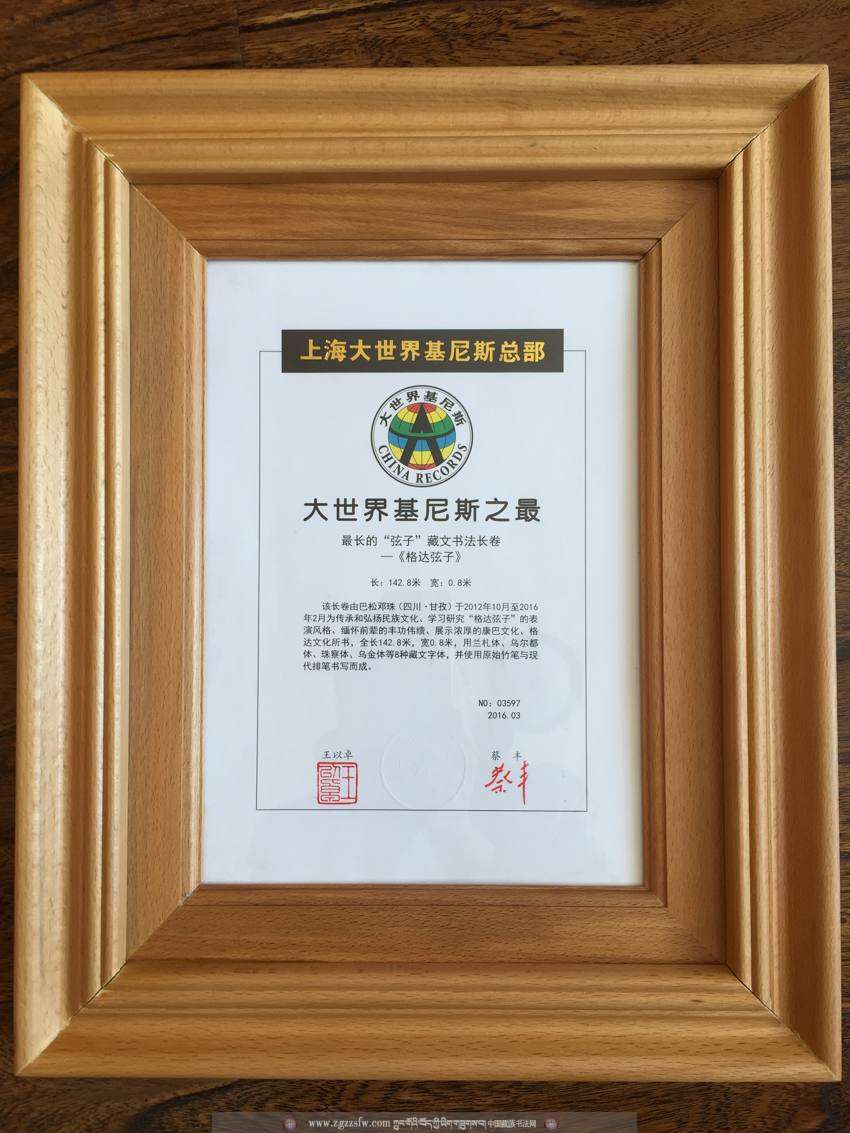 上海大世界基尼斯总部
大世界基尼斯
CHINA RECORDS
大世界基尼斯之最
最长的“弦子”藏文书法长卷
—《格达弦子》
长：142.8米 宽：0.8米
该长卷由巴松邓珠（四川·甘孜）于2012年10月至2016
年2月为传承和弘扬民族文化、学习研究“格达弦子”的表
演风格、缅怀前辈的丰功伟绩、展示浓厚的康巴文化、格
达文化所书，全长142.8米，宽0.8米，用兰札体、乌尔都
体、珠察体、乌金体等8种藏文字体，并使用原始竹笔与现
代排笔书写而成。
NO：03597
2016.03
王以卓 蔡 丰
蔡丰
www.zgzzsfw.com 中国藏族书法网